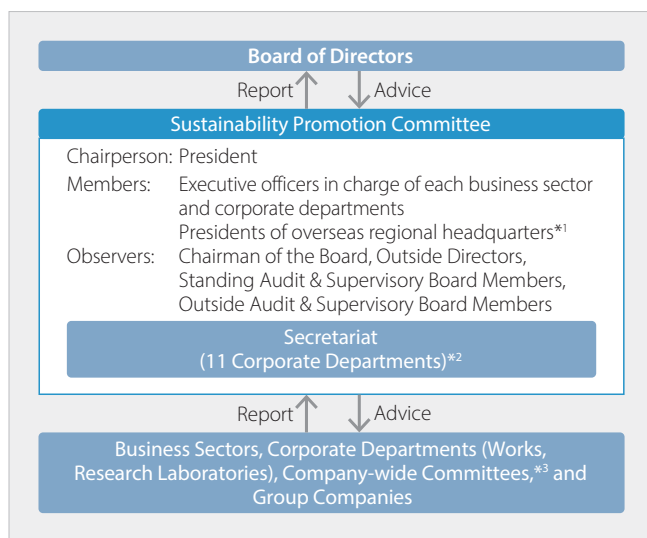 Board of Directors
Report Advice
Sustainability Promotion Committee
Chairperson: President
Members: Executive officers in charge of each business sector
and corporate departments
Presidents of overseas regional headquarters*1
Observers: Chairman of the Board, Outside Directors,
Standing Audit & Supervisory Board Members,
Outside Audit & Supervisory Board Members
Secretariat
(11 Corporate Departments)*2
Report Advice
Business Sectors, Corporate Departments (Works,
Research Laboratories), Company-wide Committees,*3 and
Group Companies